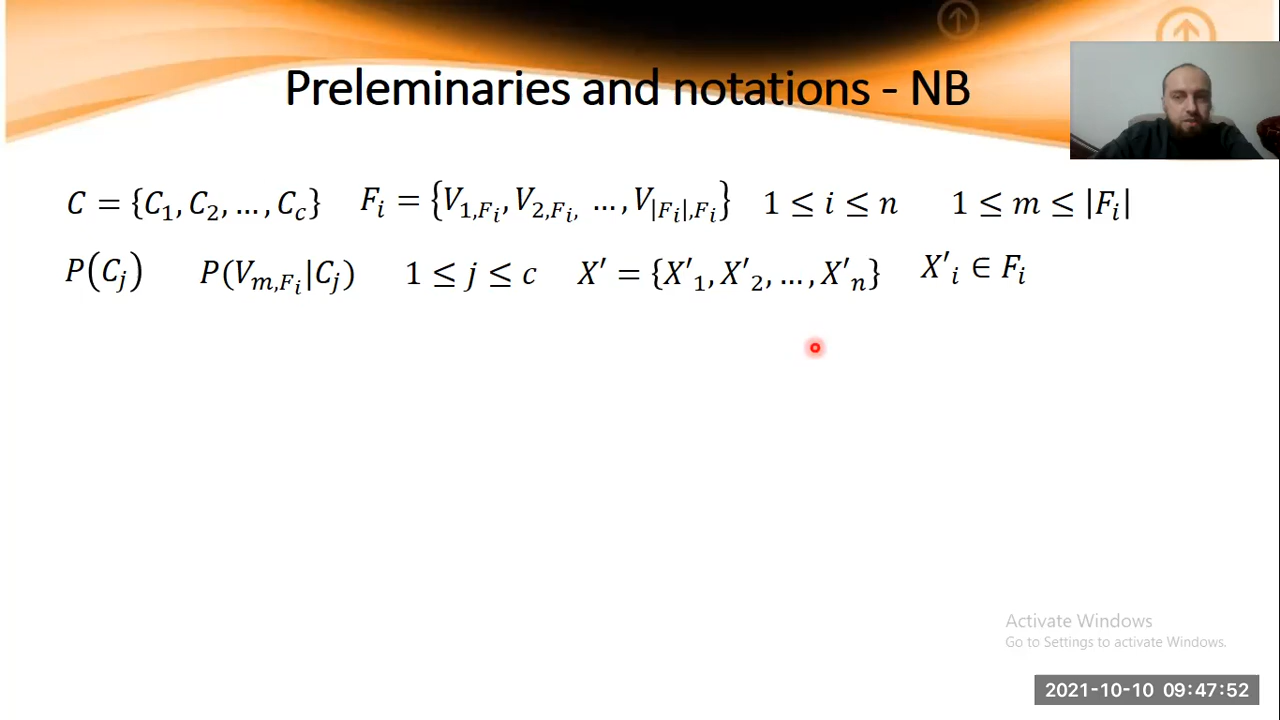 Preleminaries and notations - NB
C = {C₁, C₂, …, C_c} F_i = {V_{1,F_i}, V_{2,F_i,} …, V_{|F_i|,F_i}} 1 ≤ i ≤ n 1 ≤ m ≤ |F_i|
P(C_j) P(V_{m,F_i}|C_j) 1 ≤ j ≤ c X′ = {X′₁, X′₂, …, X′_n} X′_i ∈ F_i
Activate Windows
Go to Settings to activate Windows.
2021-10-10 09:47:52